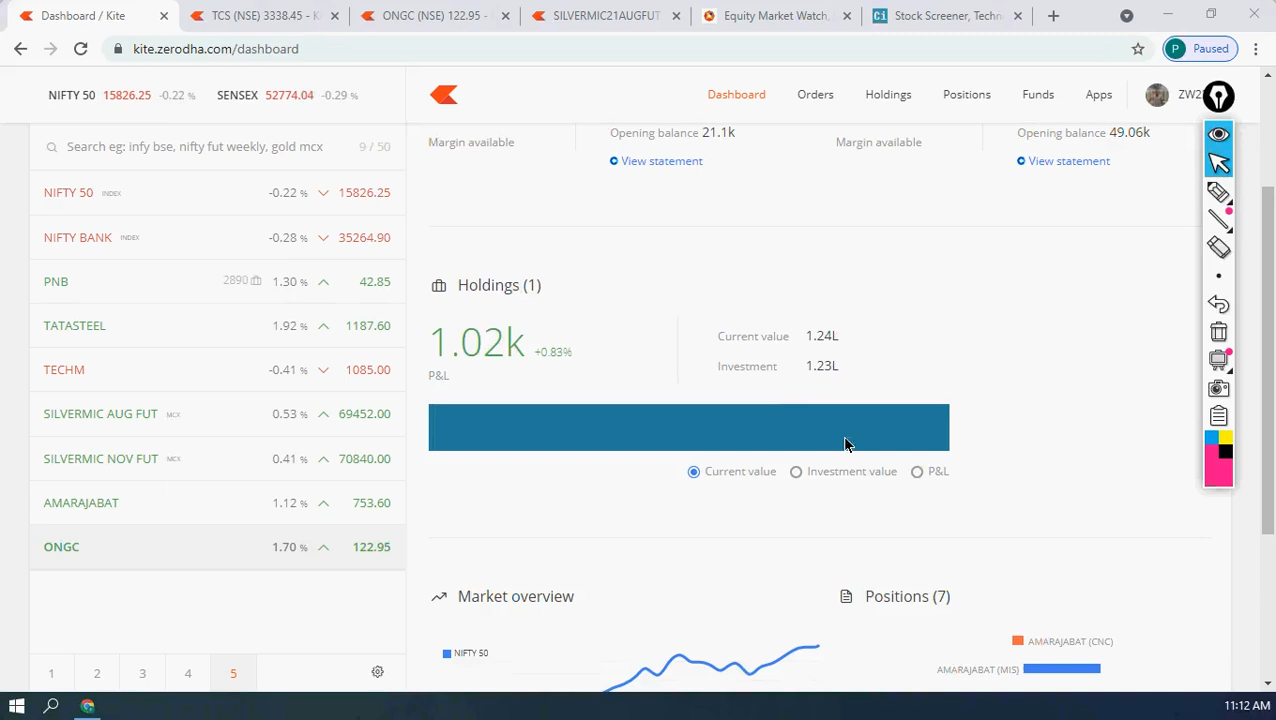 Dashboard / Kite
TCS (NSE) 3338.45 - K
ONGC (NSE) 122.95 -
SILVERMIC21AUGFUT
Equity Market Watch,
Stock Screener, Techni
kite.zerodha.com/dashboard
P Paused
NIFTY 50 15826.25 -0.22 %
SENSEX 52774.04 -0.29 %
Dashboard Orders Holdings Positions Funds Apps
Search eg: infy bse, nifty fut weekly, gold mcx 9 / 50
NIFTY 50 INDEX -0.22 % 15826.25
NIFTY BANK INDEX -0.28 % 35264.90
PNB 2890 1.30 % 42.85
TATASTEEL 1.92 % 1187.60
TECHM -0.41 % 1085.00
SILVERMIC AUG FUT MCX 0.53 % 69452.00
SILVERMIC NOV FUT MCX 0.41 % 70840.00
AMARAJABAT 1.12 % 753.60
ONGC 1.70 % 122.95
1 2 3 4 5
Margin available
Opening balance 21.1k
View statement
Margin available
Opening balance 49.06k
View statement
Holdings (1)
1.02k +0.83%
P&L
Current value 1.24L
Investment 1.23L
Current value Investment value P&L
Market overview
NIFTY 50
Positions (7)
AMARAJABAT (CNC)
AMARAJABAT (MIS)
11:12 AM